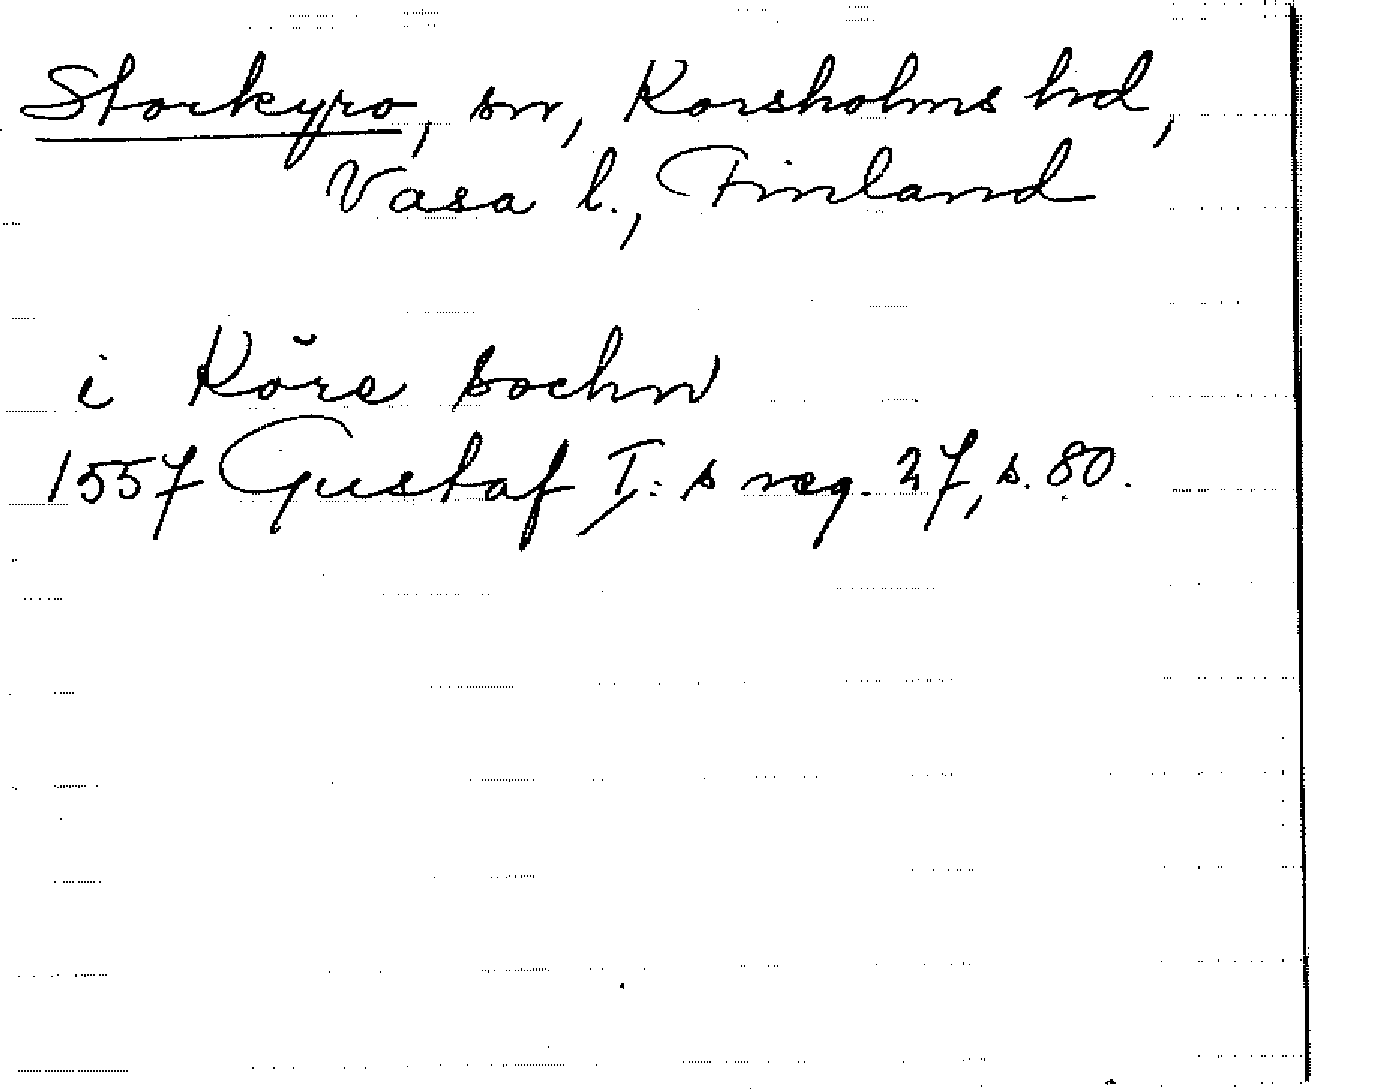 Storkyro, sn, Korsholms hd,
Vasa l., Finland
i Köre sochn
1557 Gustaf I:s reg. 27, s. 80.